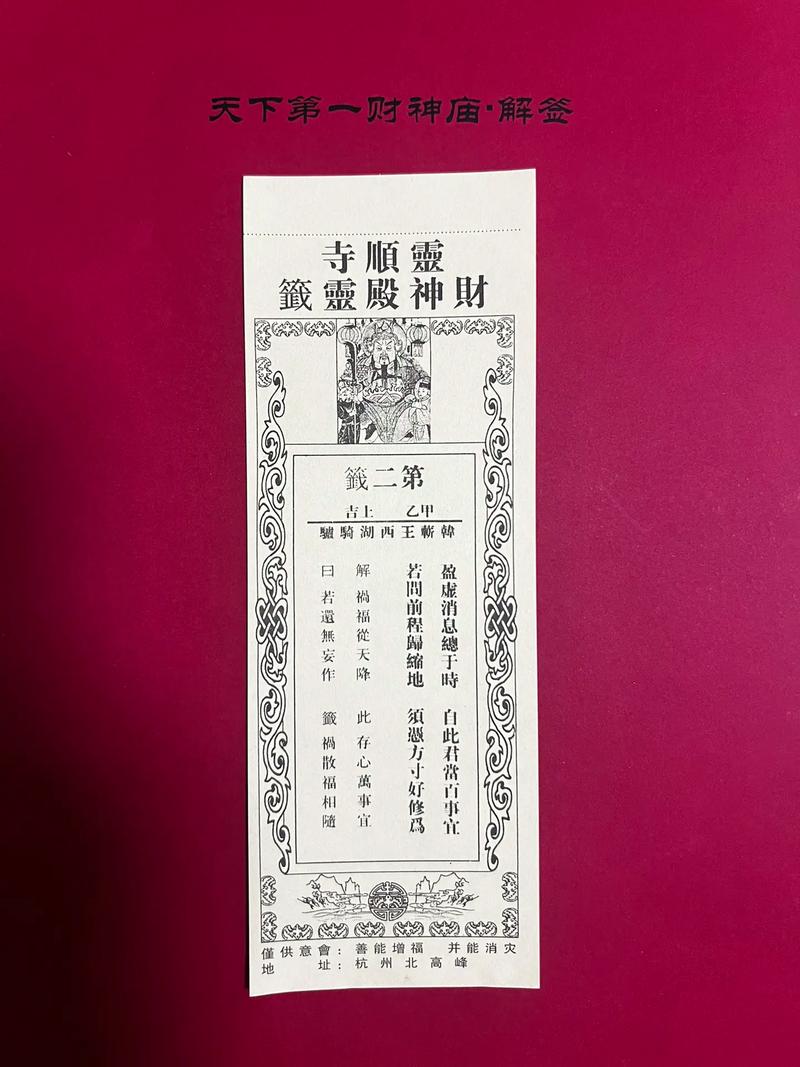 天下第一财神庙·解签
靈順寺
財神殿靈籤
第二籤
甲乙 上吉
韓蘄王西湖騎驢
盈虛消息總于時 自此君當百事宜
若問前程歸縮地 須憑方寸好修爲
解 禍福從天降 此 存心萬事宜
曰 若還無妄作 籤 禍散福相隨
僅供意會：善能增福 并能消灾
地址：杭州北高峰